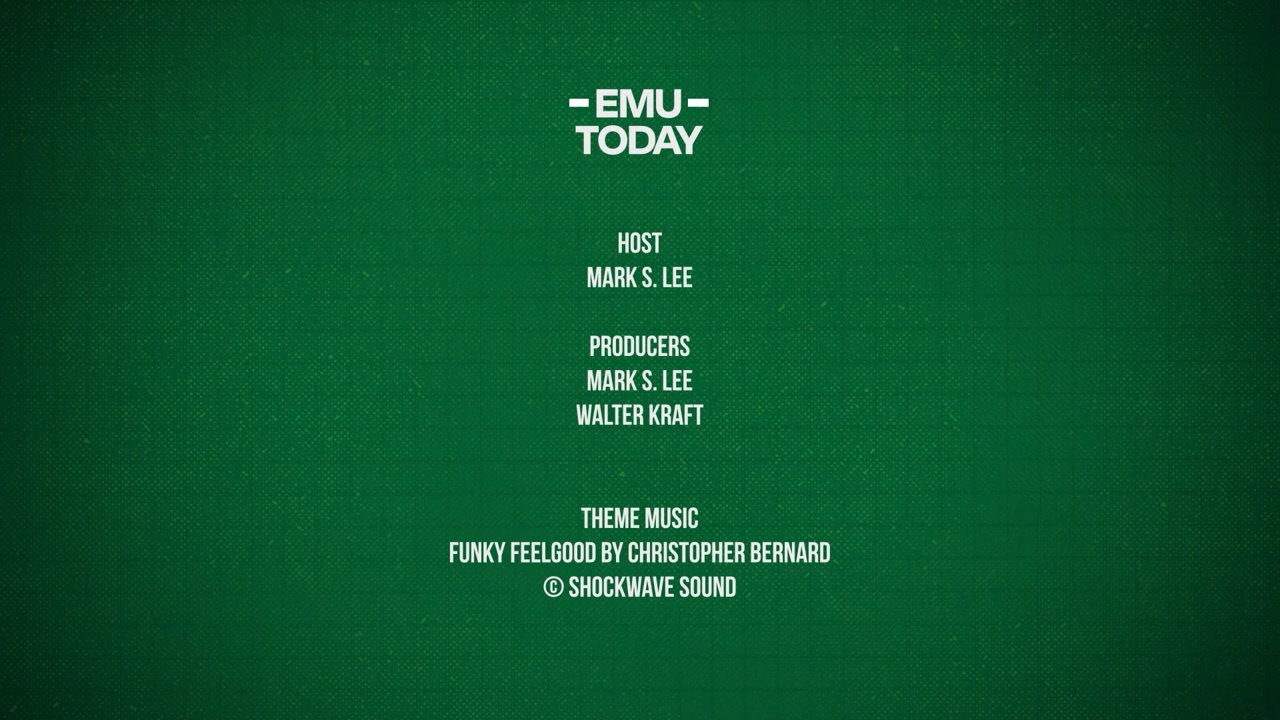 EMU
TODAY
HOST
MARK S. LEE
PRODUCERS
MARK S. LEE
WALTER KRAFT
THEME MUSIC
FUNKY FEELGOOD BY CHRISTOPHER BERNARD
© SHOCKWAVE SOUND